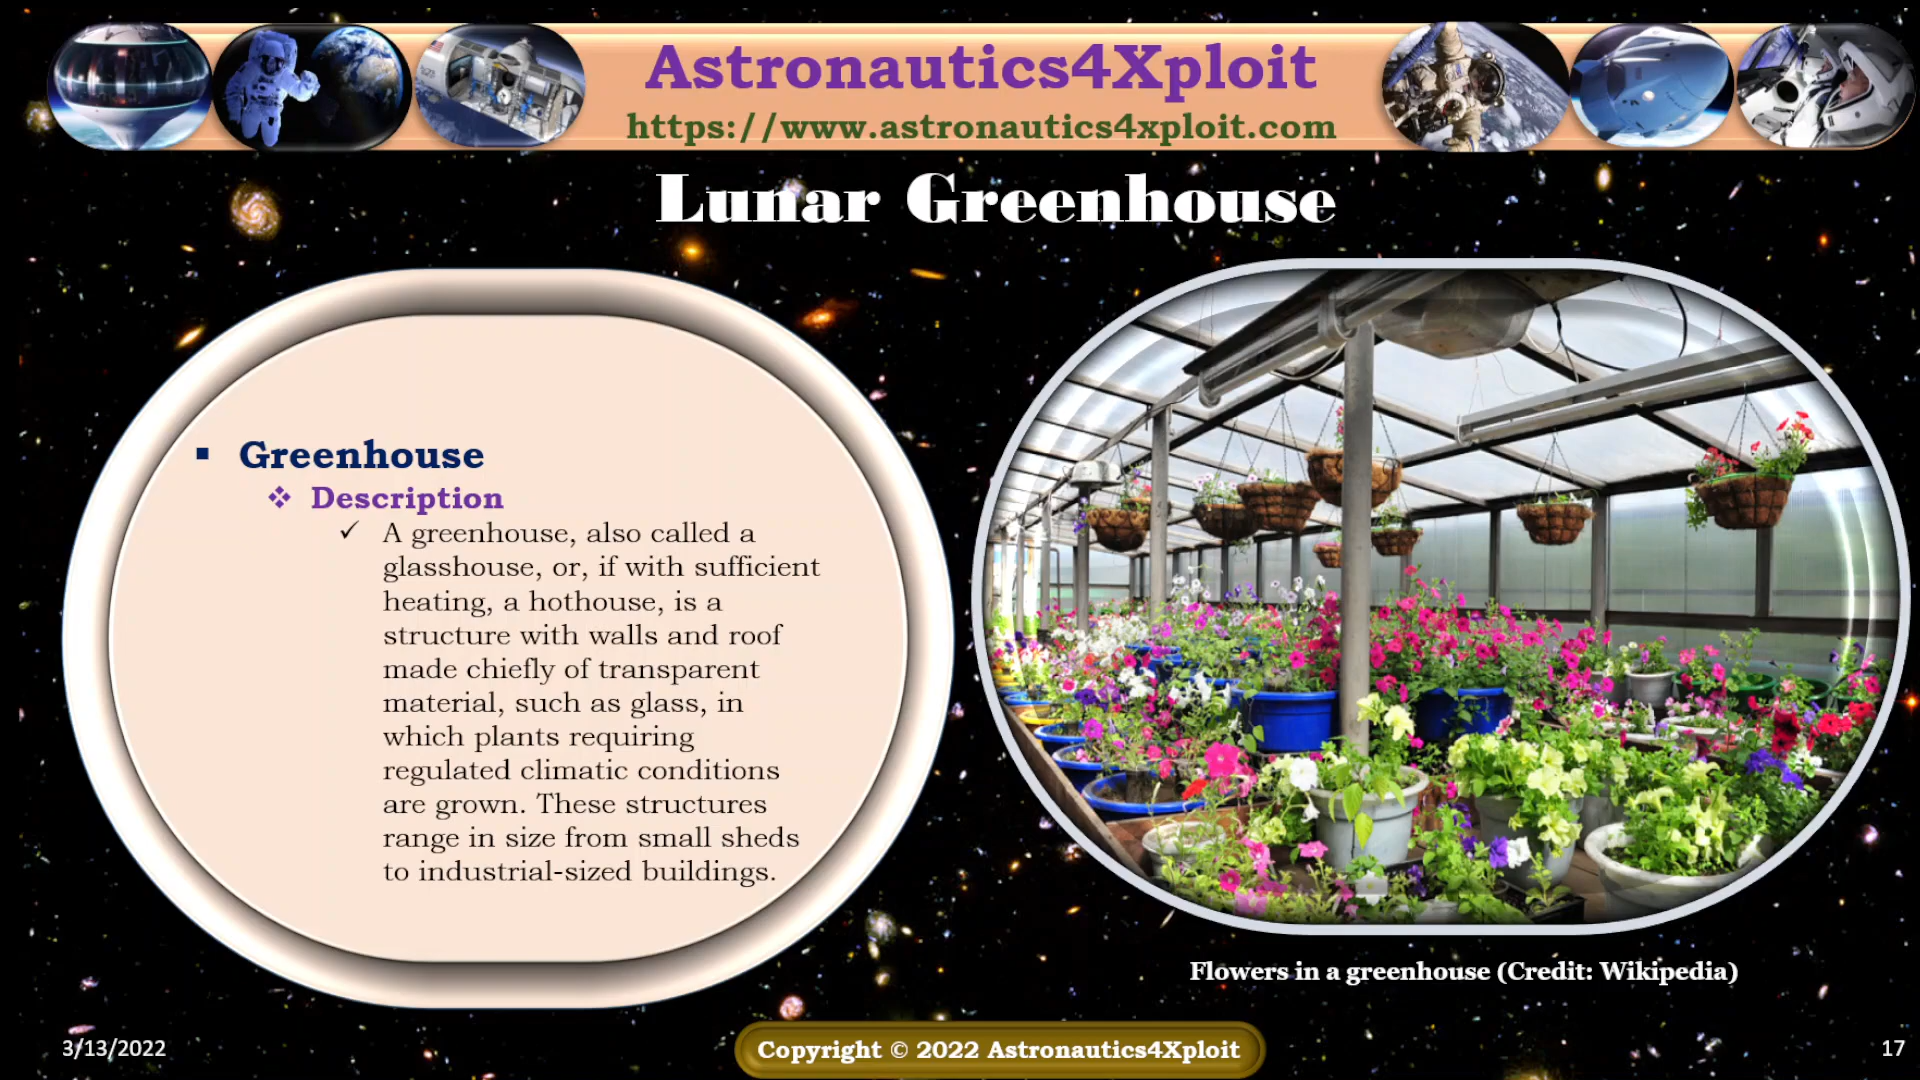 Astronautics4Xploit
https://www.astronautics4xploit.com
Lunar Greenhouse
▪ Greenhouse
❖ Description
✓ A greenhouse, also called a
glasshouse, or, if with sufficient
heating, a hothouse, is a
structure with walls and roof
made chiefly of transparent
material, such as glass, in
which plants requiring
regulated climatic conditions
are grown. These structures
range in size from small sheds
to industrial-sized buildings.
Flowers in a greenhouse (Credit: Wikipedia)
3/13/2022
Copyright © 2022 Astronautics4Xploit
17